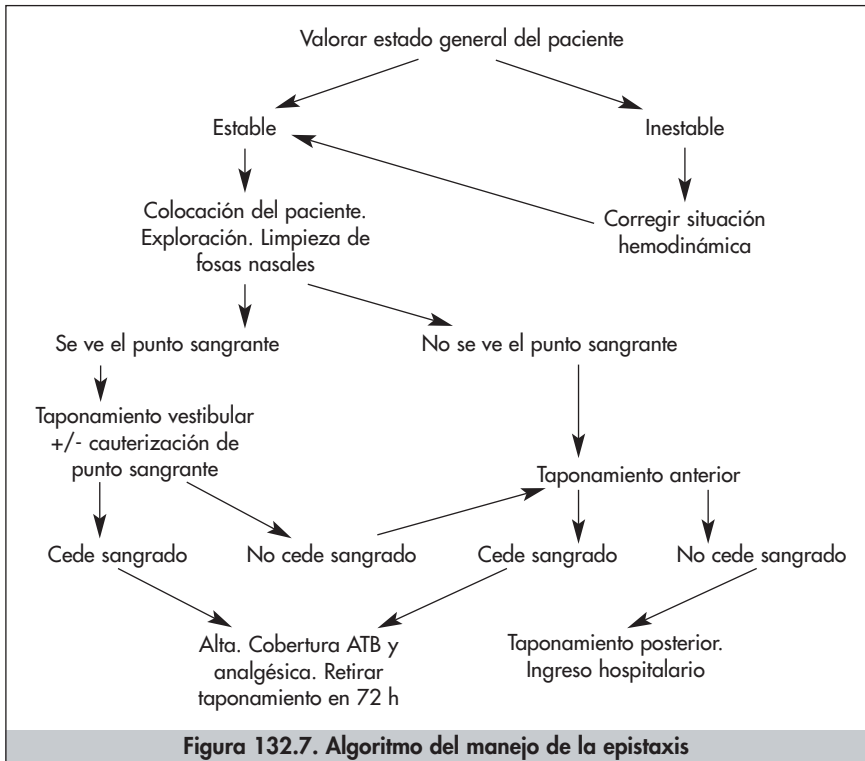 Valorar estado general del paciente
Estable
Inestable
Colocación del paciente.
Exploración. Limpieza de
fosas nasales
Corregir situación
hemodinámica
Se ve el punto sangrante
No se ve el punto sangrante
Taponamiento vestibular
+/- cauterización de
punto sangrante
Taponamiento anterior
Cede sangrado
No cede sangrado
Cede sangrado
No cede sangrado
Alta. Cobertura ATB y
analgésica. Retirar
taponamiento en 72 h
Taponamiento posterior.
Ingreso hospitalario
Figura 132.7. Algoritmo del manejo de la epistaxis